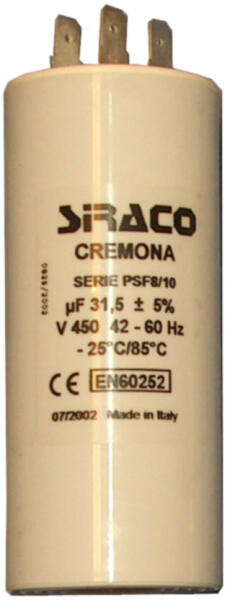 SIRACO
CREMONA
SERIE PSF8/10
µF 31,5 ± 5%
V 450 42 - 60 Hz
- 25°C/85°C
CE EN60252
07/2002 Made in Italy